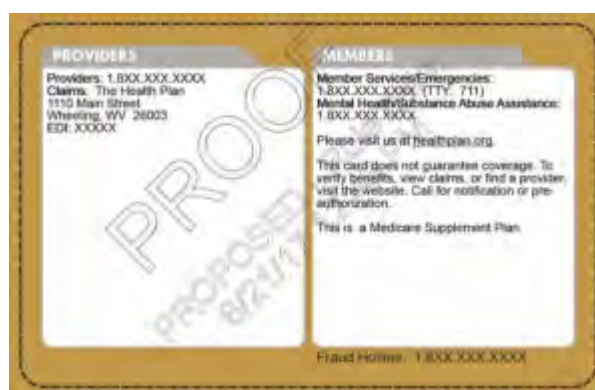 PROVIDERS
Providers: 1.8XX.XXX.XXXX
Claims: The Health Plan
1110 Main Street
Wheeling, WV 26003
EDI: XXXXX
MEMBERS
Member Services/Emergencies:
1-8XX.XXX.XXXX (TTY: 711)
Mental Health/Substance Abuse Assistance:
1.8XX.XXX.XXXX
Please visit us at healthplan.org.
This card does not guarantee coverage. To
verify benefits, view claims, or find a provider,
visit the website. Call for notification or pre-
authorization.
This is a Medicare Supplement Plan.
Fraud Hotline: 1.8XX.XXX.XXXX
PROOF
PROPOSED
8/21/17